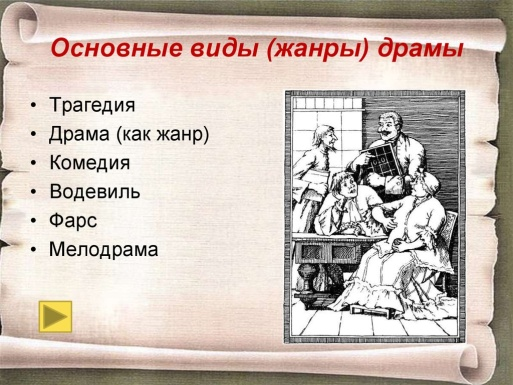 Основные виды (жанры) драмы
• Трагедия
• Драма (как жанр)
• Комедия
• Водевиль
• Фарс
• Мелодрама